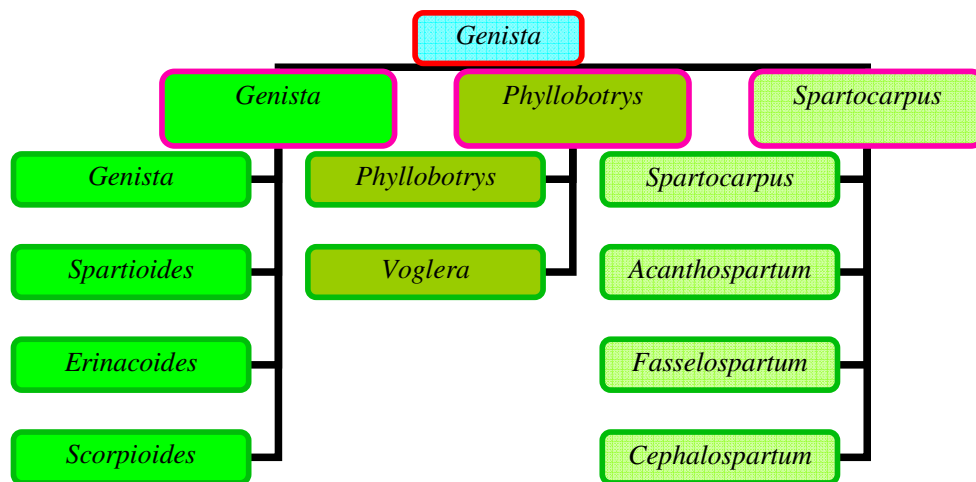 Genista
Genista
Phyllobotrys
Spartocarpus
Genista
Spartioides
Erinacoides
Scorpioides
Phyllobotrys
Voglera
Spartocarpus
Acanthospartum
Fasselospartum
Cephalospartum